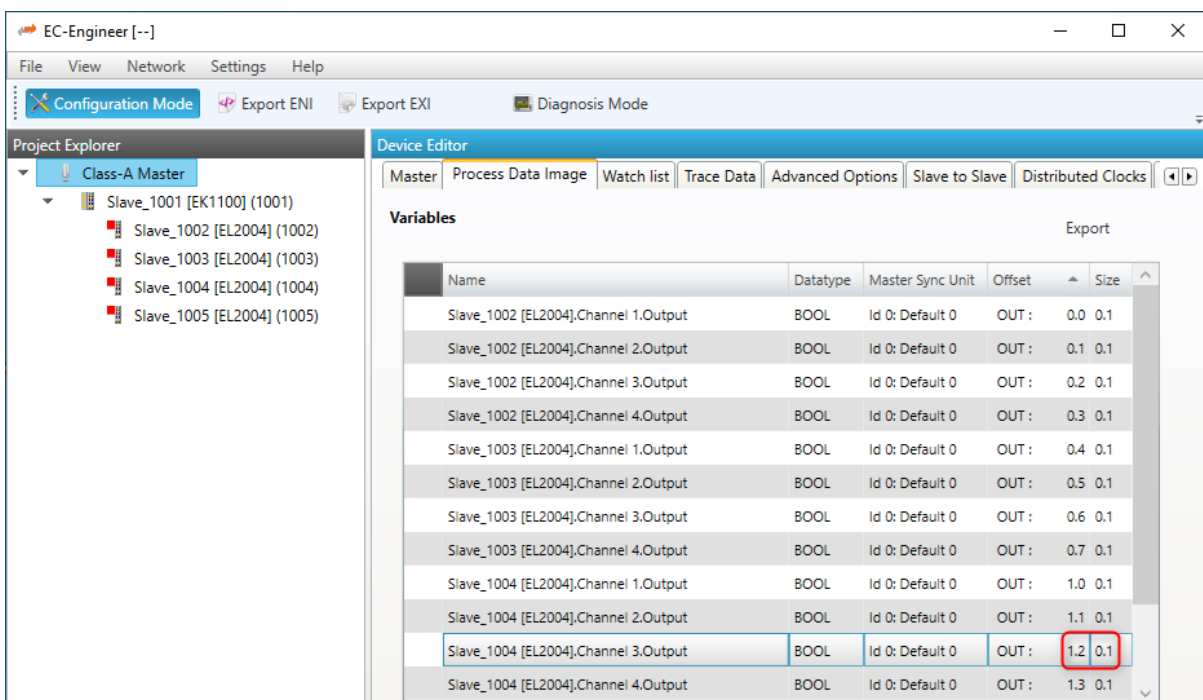 EC-Engineer [--]
File View Network Settings Help
Configuration Mode Export ENI Export EXI Diagnosis Mode
Project Explorer
Class-A Master
Slave_1001 [EK1100] (1001)
Slave_1002 [EL2004] (1002)
Slave_1003 [EL2004] (1003)
Slave_1004 [EL2004] (1004)
Slave_1005 [EL2004] (1005)
Device Editor
Master Process Data Image Watch list Trace Data Advanced Options Slave to Slave Distributed Clocks
Variables
Export
Name Datatype Master Sync Unit Offset Size
Slave_1002 [EL2004].Channel 1.Output BOOL Id 0: Default 0 OUT : 0.0 0.1
Slave_1002 [EL2004].Channel 2.Output BOOL Id 0: Default 0 OUT : 0.1 0.1
Slave_1002 [EL2004].Channel 3.Output BOOL Id 0: Default 0 OUT : 0.2 0.1
Slave_1002 [EL2004].Channel 4.Output BOOL Id 0: Default 0 OUT : 0.3 0.1
Slave_1003 [EL2004].Channel 1.Output BOOL Id 0: Default 0 OUT : 0.4 0.1
Slave_1003 [EL2004].Channel 2.Output BOOL Id 0: Default 0 OUT : 0.5 0.1
Slave_1003 [EL2004].Channel 3.Output BOOL Id 0: Default 0 OUT : 0.6 0.1
Slave_1003 [EL2004].Channel 4.Output BOOL Id 0: Default 0 OUT : 0.7 0.1
Slave_1004 [EL2004].Channel 1.Output BOOL Id 0: Default 0 OUT : 1.0 0.1
Slave_1004 [EL2004].Channel 2.Output BOOL Id 0: Default 0 OUT : 1.1 0.1
Slave_1004 [EL2004].Channel 3.Output BOOL Id 0: Default 0 OUT : 1.2 0.1
Slave_1004 [EL2004].Channel 4.Output BOOL Id 0: Default 0 OUT : 1.3 0.1